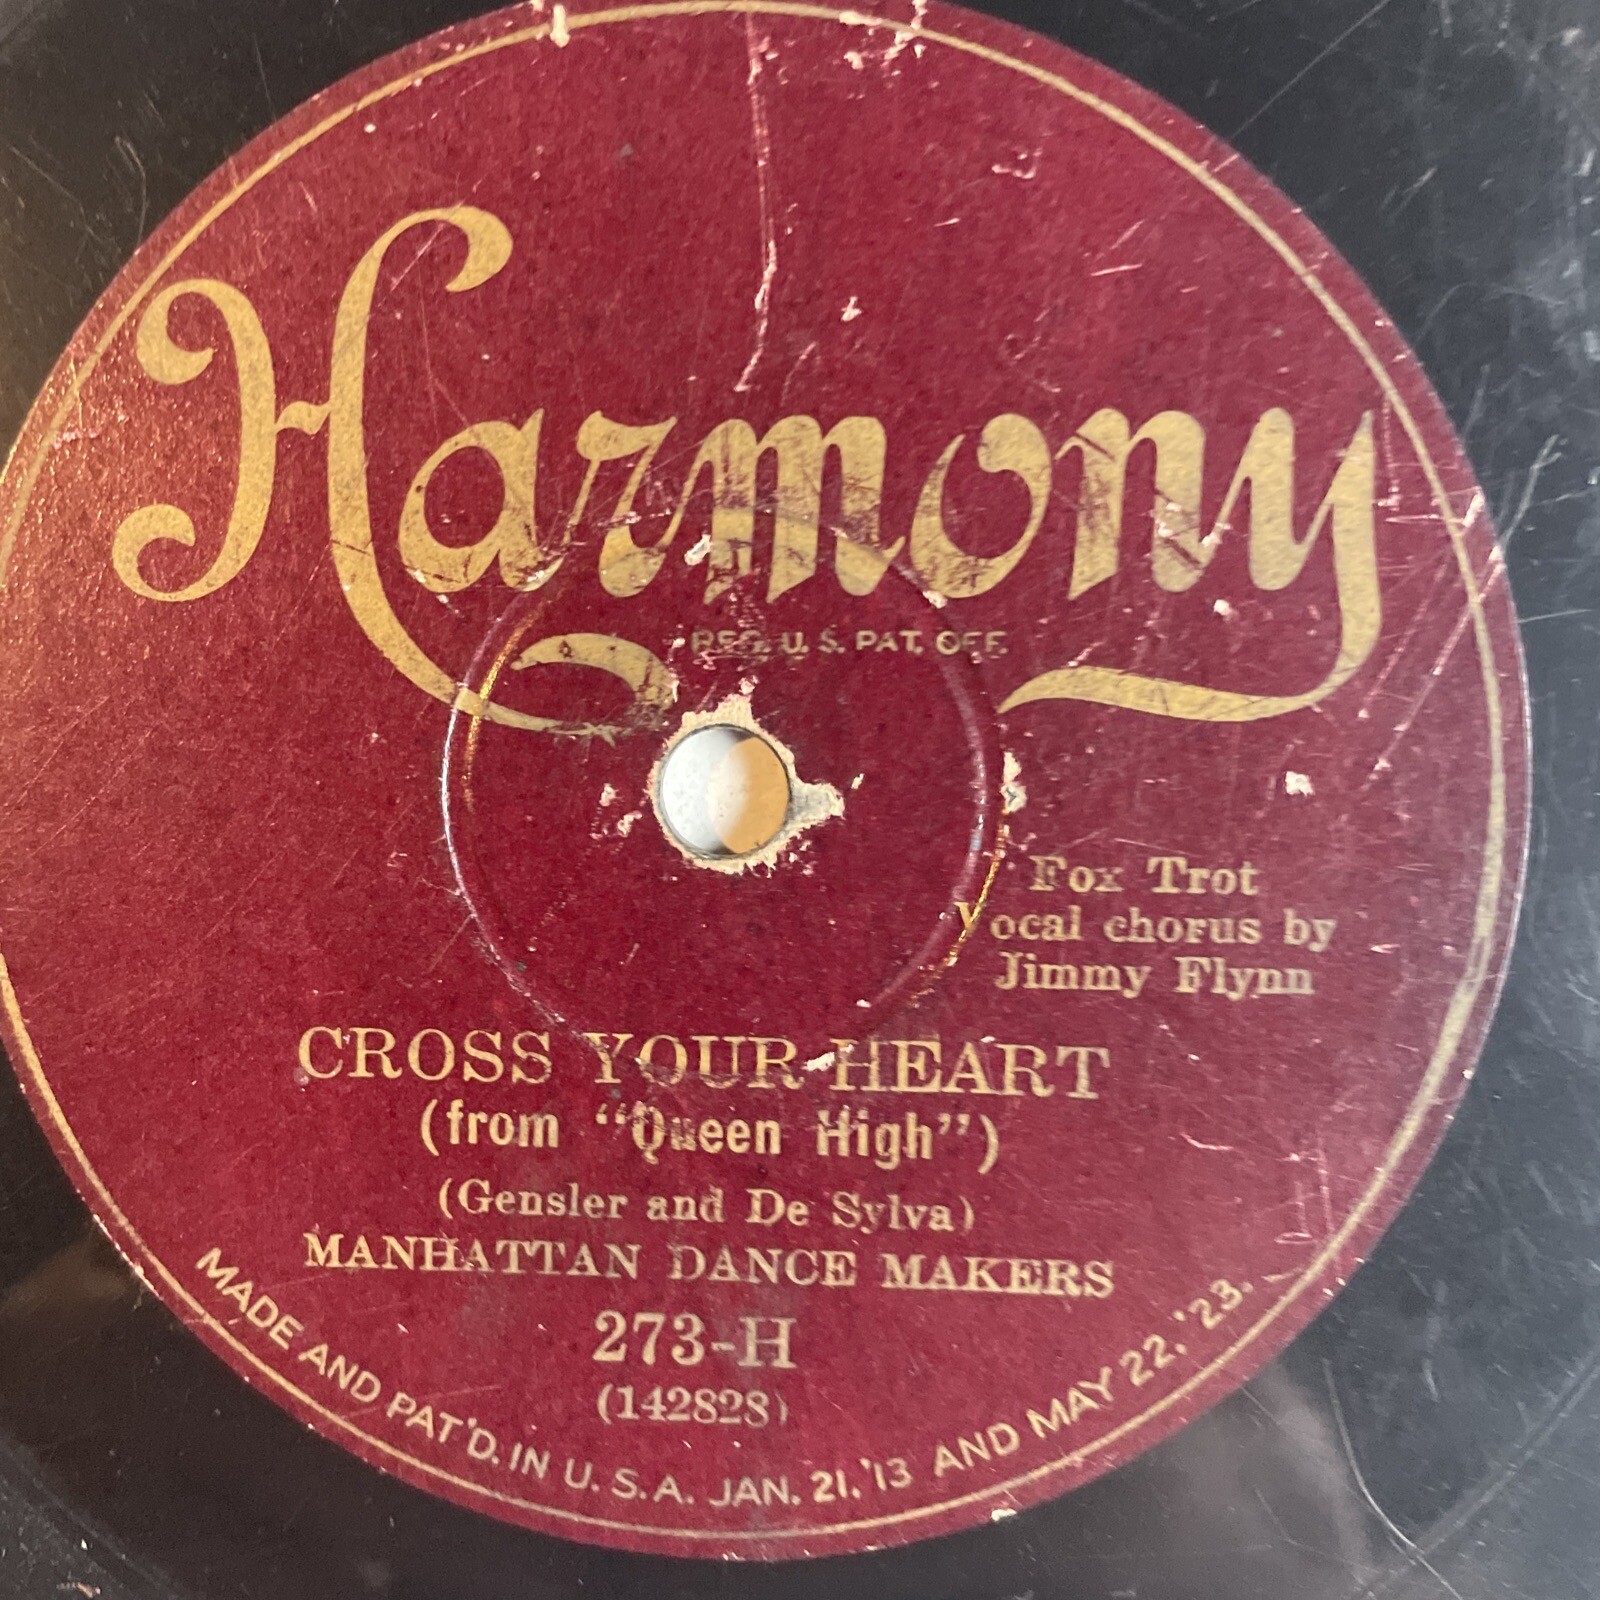 Harmony
REG. U. S. PAT. OFF.
Fox Trot
Vocal chorus by
Jimmy Flynn
CROSS YOUR HEART
(from "Queen High")
(Gensler and De Sylva)
MANHATTAN DANCE MAKERS
273-H
(142828)
MADE AND PAT'D. IN U. S. A. JAN. 21, '13 AND MAY 22, '23.